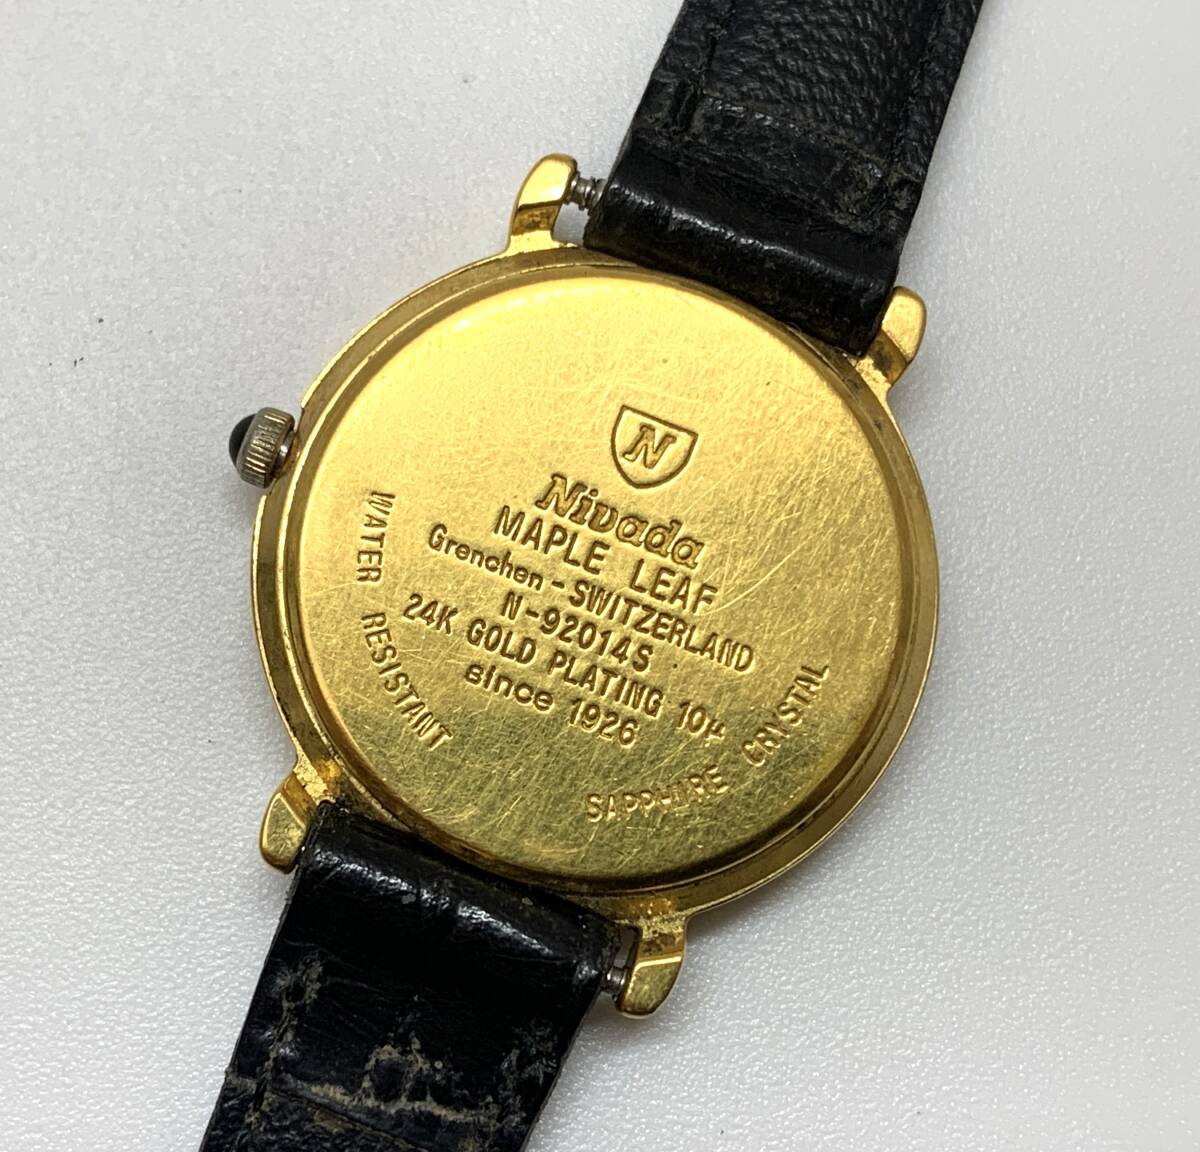 N
Nivada
MAPLE LEAF
Grenchen - SWITZERLAND
N-92014S
24K GOLD PLATING 10µ
since 1926
WATER RESISTANT
SAPPHIRE CRYSTAL